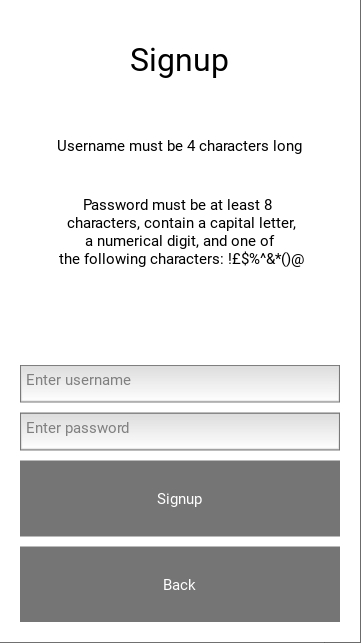 Signup
Username must be 4 characters long
Password must be at least 8
characters, contain a capital letter,
a numerical digit, and one of
the following characters: !£$%^&*()@
Enter username
Enter password
Signup
Back